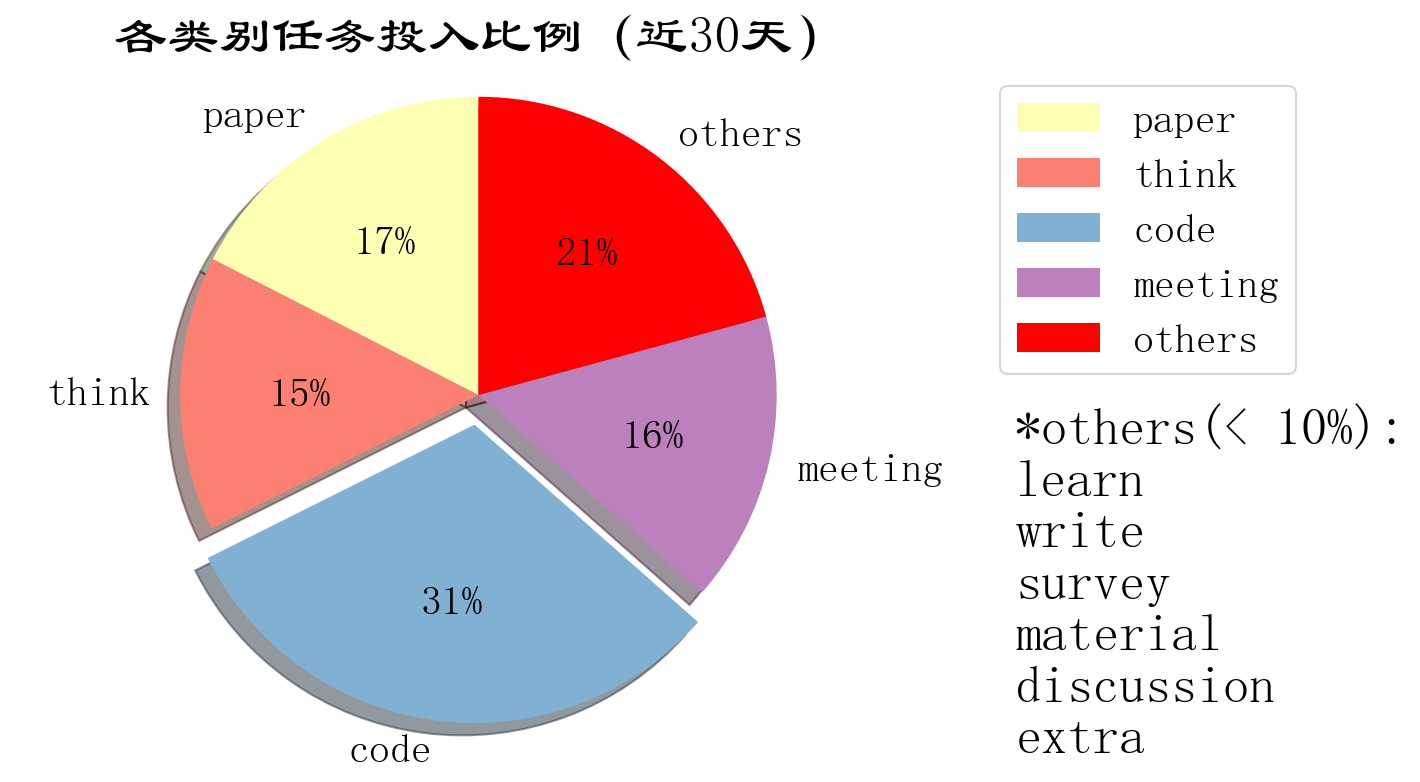 各类别任务投入比例（近30天）
paper
others
17%
21%
think
15%
16%
meeting
31%
code
paper
think
code
meeting
others
*others(< 10%):
learn
write
survey
material
discussion
extra